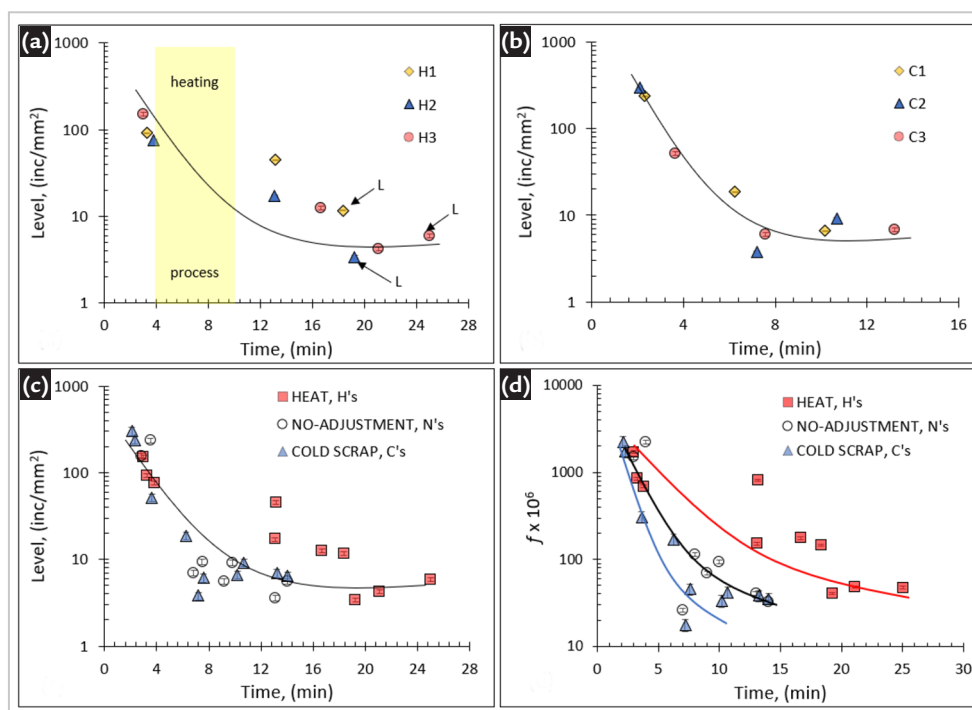 (a)
1000
100
10
1
Level, (inc/mm²)
heating
process
H1
H2
H3
L
L
L
0 4 8 12 16 20 24 28
Time, (min)
(b)
1000
100
10
1
Level, (inc/mm²)
C1
C2
C3
0 4 8 12 16
Time, (min)
(c)
1000
100
10
1
Level, (inc/mm²)
HEAT, H's
NO-ADJUSTMENT, N's
COLD SCRAP, C's
0 4 8 12 16 20 24 28
Time, (min)
(d)
10000
1000
100
10
f x 10⁶
HEAT, H's
NO-ADJUSTMENT, N's
COLD SCRAP, C's
0 5 10 15 20 25 30
Time, (min)